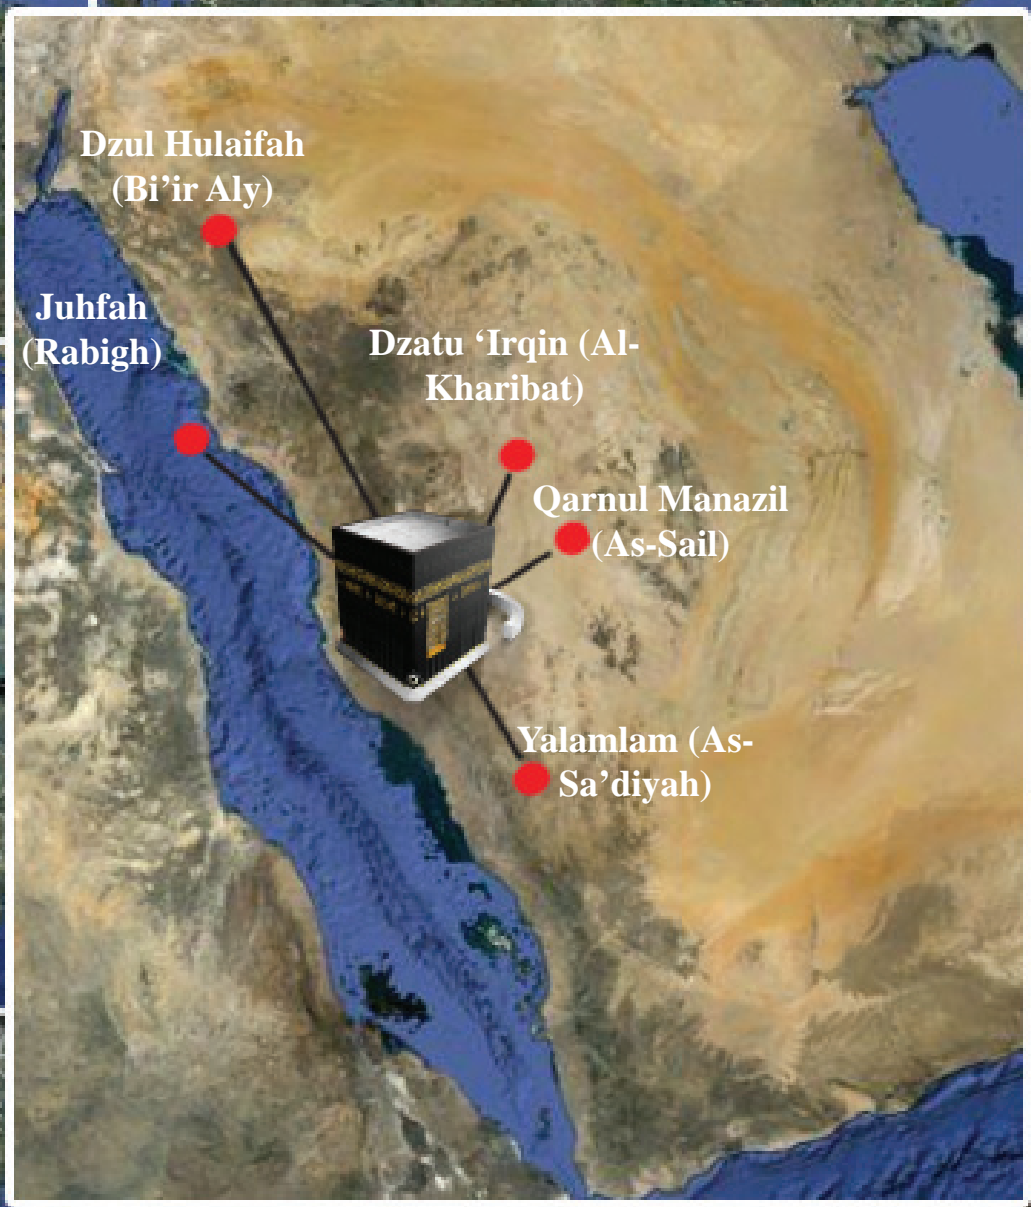 Dzul Hulaifah
(Bi’ir Aly)
Juhfah
(Rabigh)
Dzatu ‘Irqin (Al-
Kharibat)
Qarnul Manazil
(As-Sail)
Yalamlam (As-
Sa’diyah)